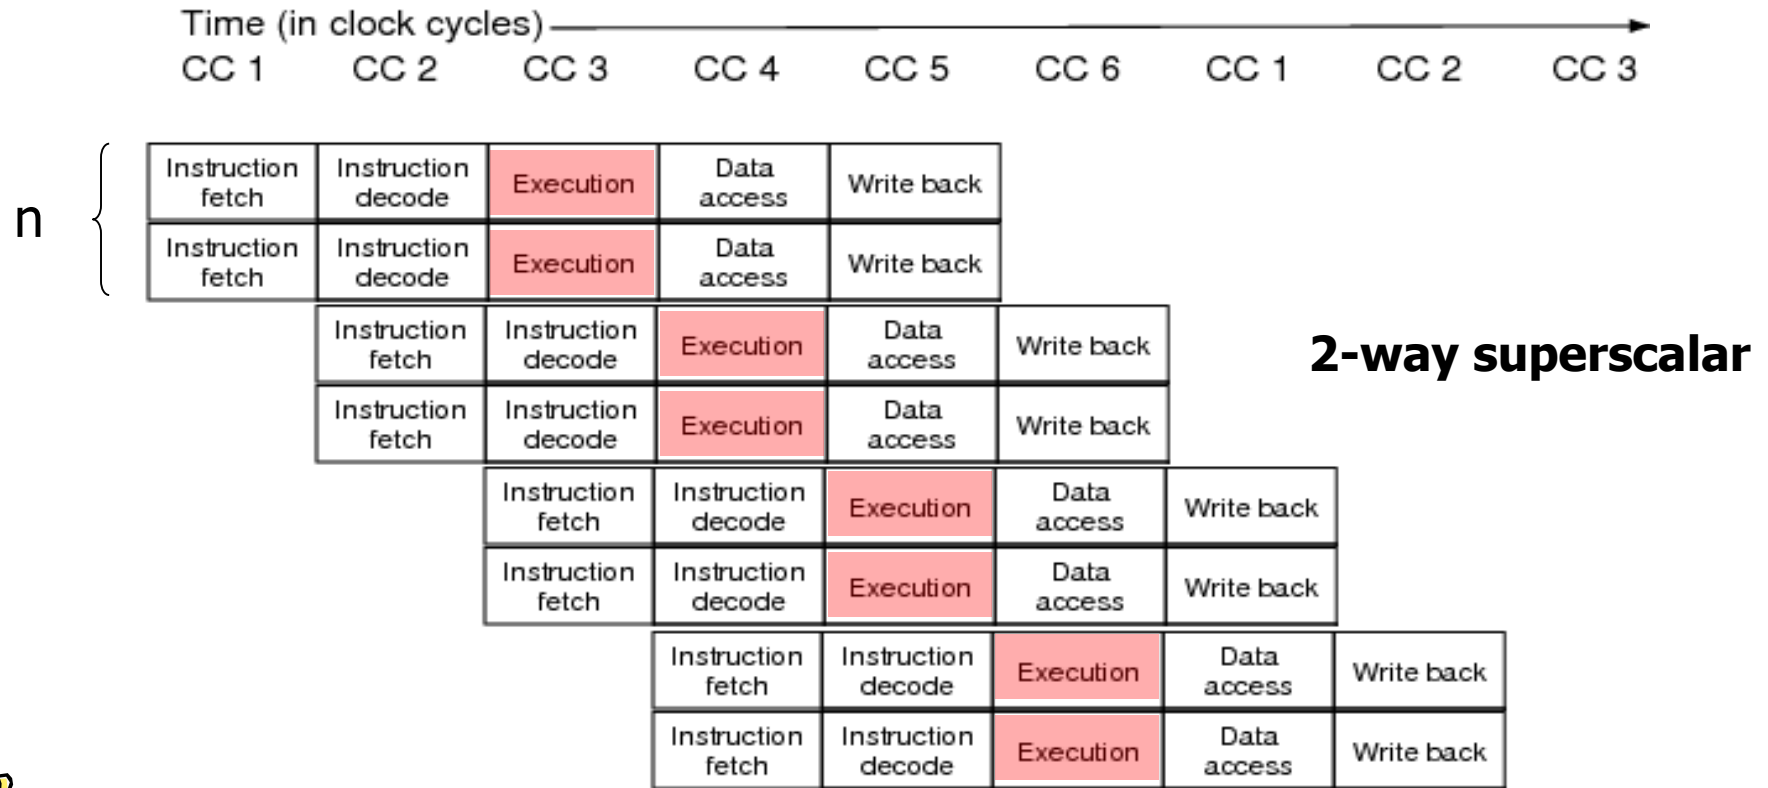 Time (in clock cycles)
CC 1 CC 2 CC 3 CC 4 CC 5 CC 6 CC 1 CC 2 CC 3
n
Instruction fetch Instruction decode Execution Data access Write back
Instruction fetch Instruction decode Execution Data access Write back
Instruction fetch Instruction decode Execution Data access Write back
2-way superscalar
Instruction fetch Instruction decode Execution Data access Write back
Instruction fetch Instruction decode Execution Data access Write back
Instruction fetch Instruction decode Execution Data access Write back
Instruction fetch Instruction decode Execution Data access Write back
Instruction fetch Instruction decode Execution Data access Write back